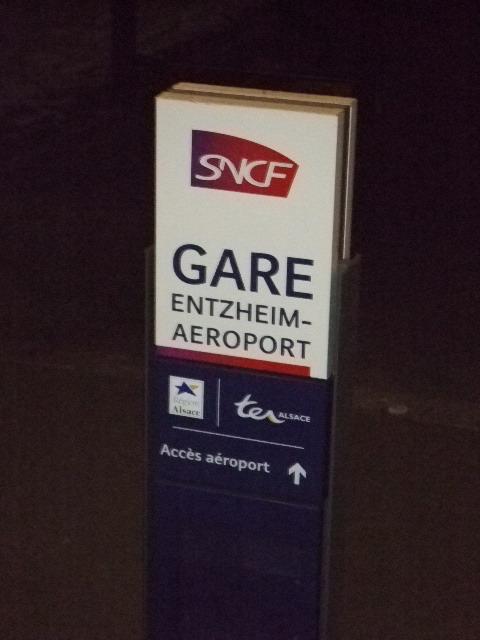 SNCF
GARE
ENTZHEIM-
AEROPORT
Région
Alsace
ter ALSACE
Accès aéroport